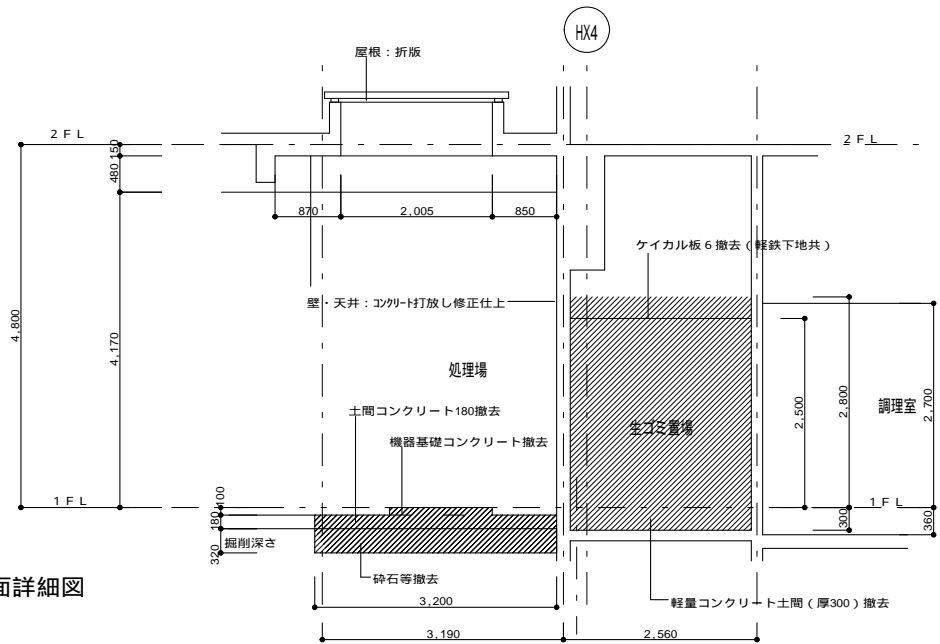 HX4
屋根：折版
2 F L
2 F L
150
480
870
2,005
850
ケイカル板６撤去（軽鉄下地共）
壁・天井：コンクリート打放し修正仕上
4,800
4,170
処理場
2,500
2,800
2,700
調理室
土間コンクリート180撤去
機器基礎コンクリート撤去
生ゴミ置場
1 F L
1 F L
100
180
320
掘削深さ
300
360
砕石等撤去
面詳細図
軽量コンクリート土間（厚300）撤去
3,200
3,190
2,560